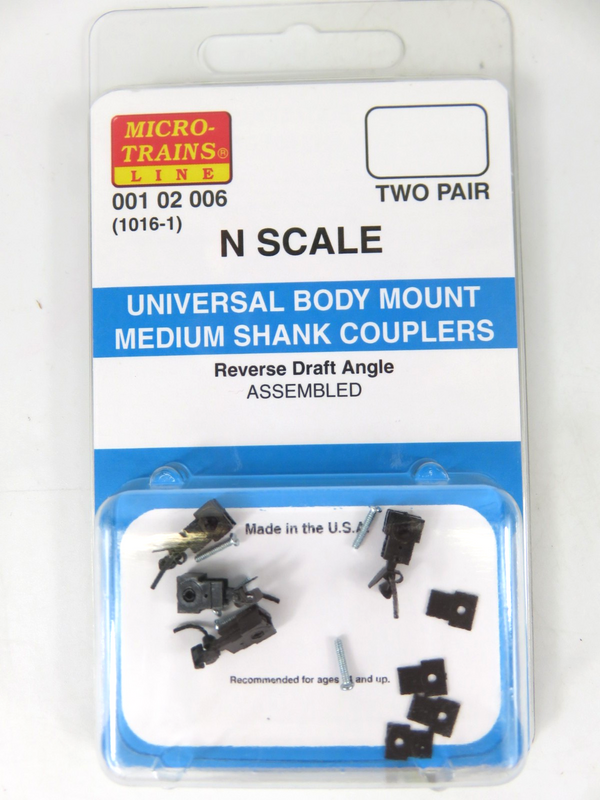 MICRO-
TRAINS®
LINE
001 02 006
(1016-1)
TWO PAIR
N SCALE
UNIVERSAL BODY MOUNT
MEDIUM SHANK COUPLERS
Reverse Draft Angle
ASSEMBLED
Made in the U.S.A
Recommended for ages and up.